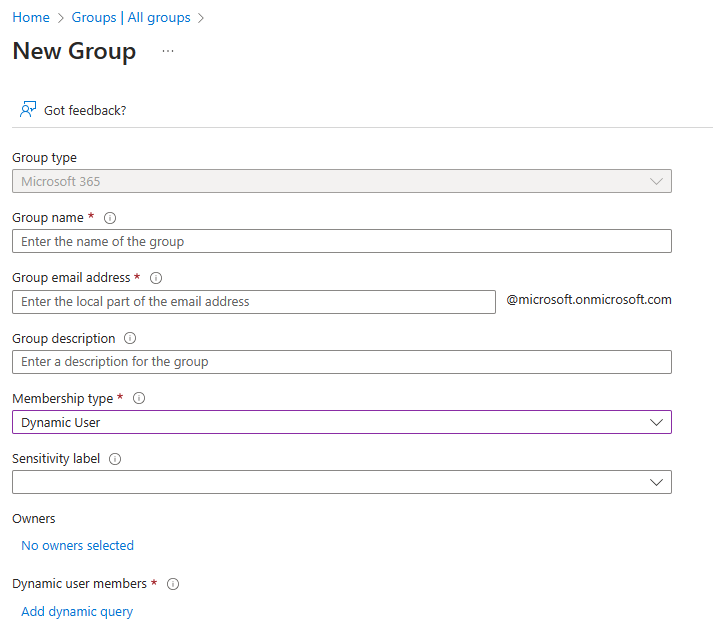 Home > Groups | All groups >
New Group ...
Got feedback?
Group type
Microsoft 365
Group name *
Enter the name of the group
Group email address *
Enter the local part of the email address @microsoft.onmicrosoft.com
Group description
Enter a description for the group
Membership type *
Dynamic User
Sensitivity label
Owners
No owners selected
Dynamic user members *
Add dynamic query